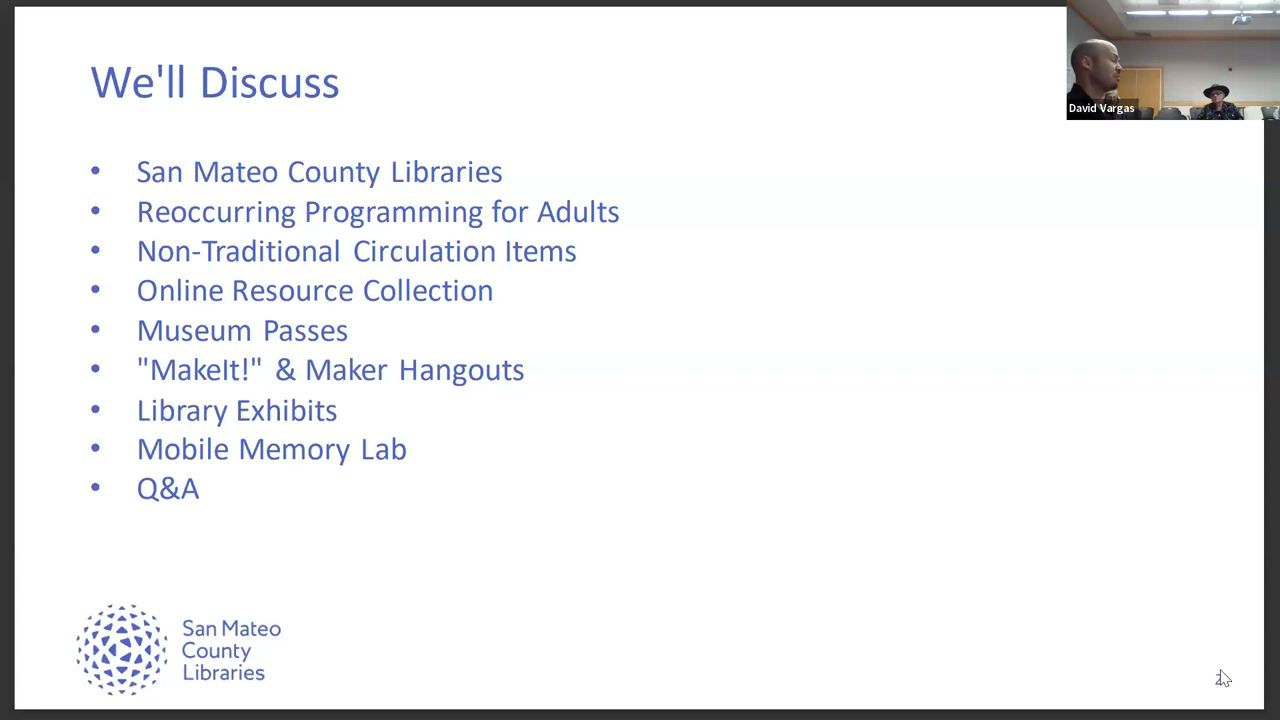 We'll Discuss
David Vargas
• San Mateo County Libraries
• Reoccurring Programming for Adults
• Non-Traditional Circulation Items
• Online Resource Collection
• Museum Passes
• "MakeIt!" & Maker Hangouts
• Library Exhibits
• Mobile Memory Lab
• Q&A
San Mateo
County
Libraries